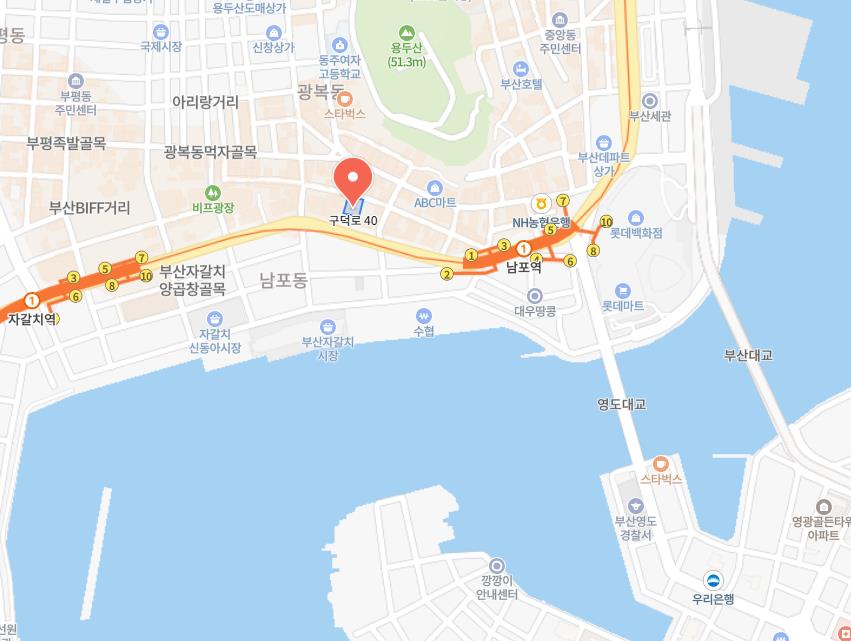 용두산도매상가
국제시장
신창상가
동주여자
고등학교
용두산
(51.3m)
중앙동
주민센터
부산호텔
광복동
스타벅스
부산세관
부평동
주민센터
아리랑거리
부평족발골목
광복동먹자골목
부산데파트
상가
부산BIFF거리
비프광장
ABC마트
구덕로 40
NH농협은행
7
10
롯데백화점
5
8
1
3
1
4
6
2
남포역
7
5
3
10
8
6
1
자갈치역
부산자갈치
양곱창골목
남포동
대우땅콩
롯데마트
자갈치
신동아시장
부산자갈치
시장
수협
부산대교
영도대교
스타벅스
부산영도
경찰서
영광골든타워
아파트
깡깡이
안내센터
우리은행